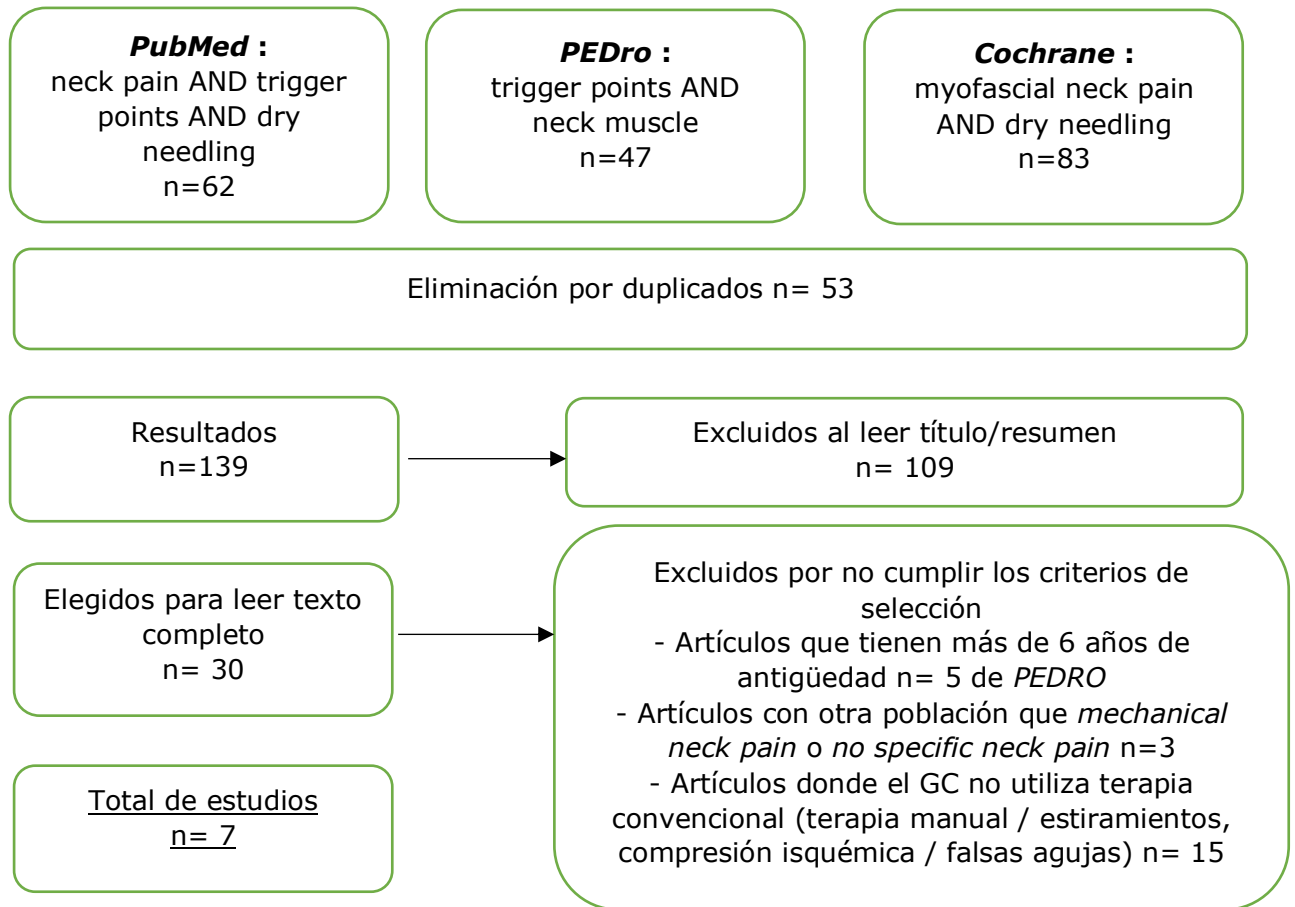 PubMed :
neck pain AND trigger
points AND dry
needling
n=62
PEDro :
trigger points AND
neck muscle
n=47
Cochrane :
myofascial neck pain
AND dry needling
n=83
Eliminación por duplicados n= 53
Resultados
n=139
Excluidos al leer título/resumen
n= 109
Elegidos para leer texto
completo
n= 30
Excluidos por no cumplir los criterios de
selección
- Artículos que tienen más de 6 años de
antigüedad n= 5 de PEDRO
- Artículos con otra población que mechanical
neck pain o no specific neck pain n=3
- Artículos donde el GC no utiliza terapia
convencional (terapia manual / estiramientos,
compresión isquémica / falsas agujas) n= 15
Total de estudios
n= 7